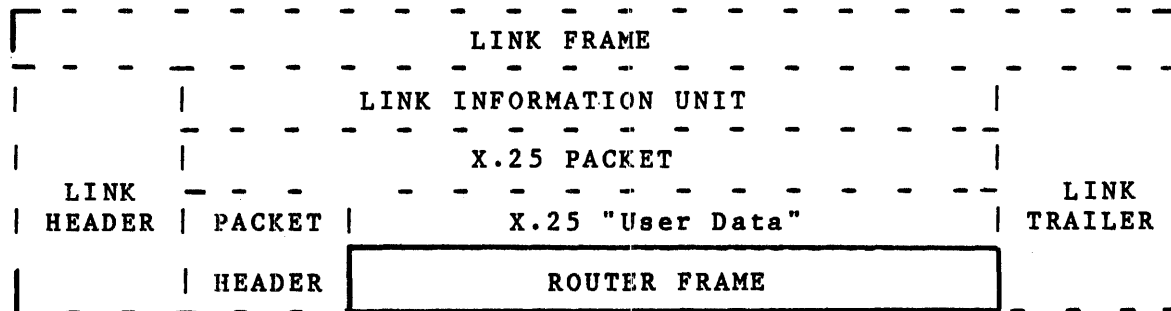 LINK FRAME
LINK INFORMATION UNIT
X.25 PACKET
LINK HEADER
PACKET HEADER
X.25 "User Data"
LINK TRAILER
ROUTER FRAME